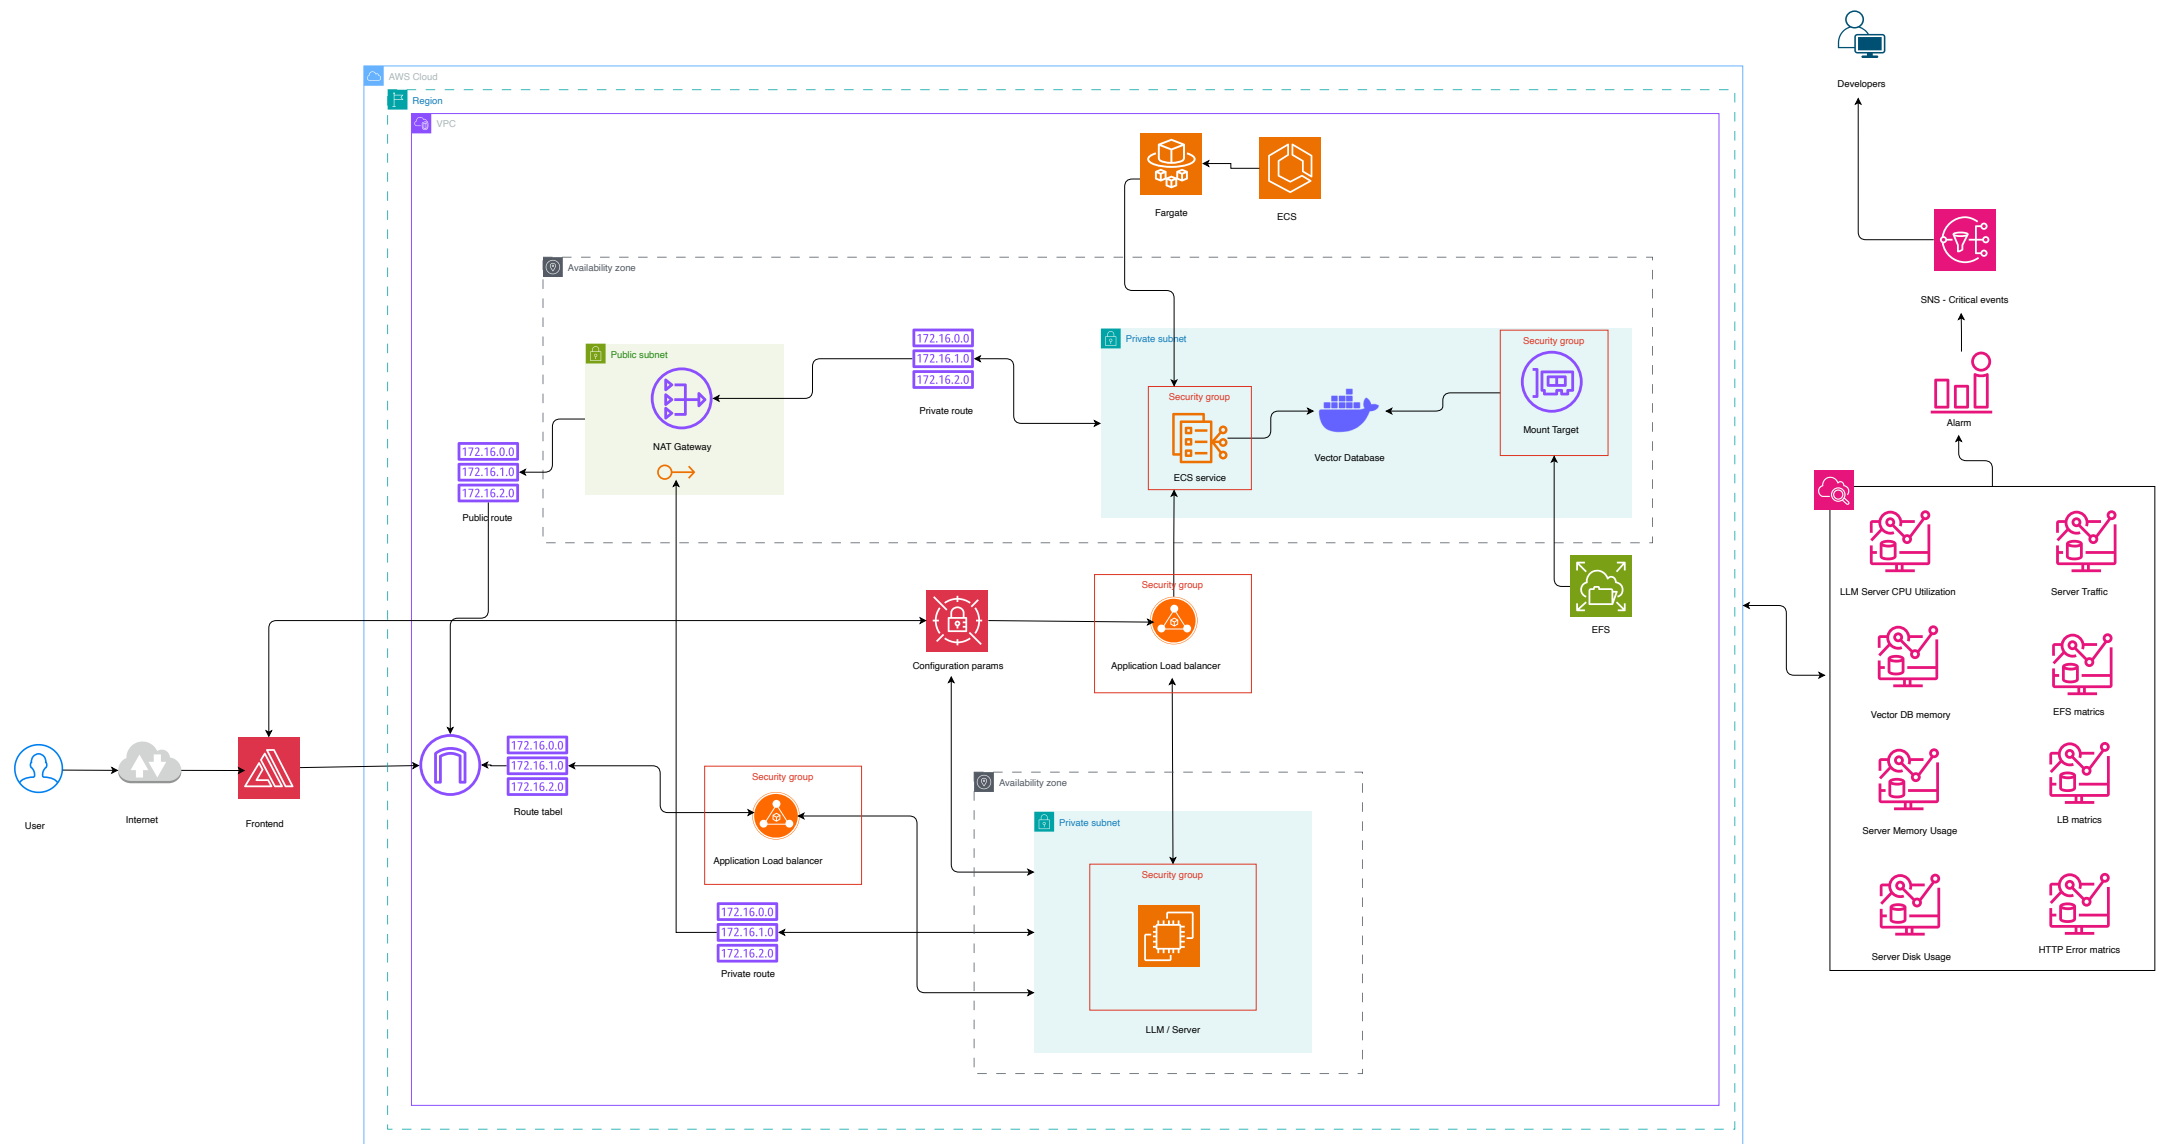 Developers
AWS Cloud
Region
VPC
Fargate
ECS
SNS - Critical events
Availability zone
172.16.0.0
172.16.1.0
172.16.2.0
Private route
Public subnet
NAT Gateway
Private subnet
Security group
ECS service
Vector Database
Security group
Mount Target
Alarm
172.16.0.0
172.16.1.0
172.16.2.0
Public route
LLM Server CPU Utilization
Server Traffic
Security group
Application Load balancer
Configuration params
EFS
Vector DB memory
EFS matrics
User
Internet
Frontend
172.16.0.0
172.16.1.0
172.16.2.0
Route tabel
Security group
Application Load balancer
Availability zone
Private subnet
Security group
LLM / Server
172.16.0.0
172.16.1.0
172.16.2.0
Private route
Server Memory Usage
LB matrics
Server Disk Usage
HTTP Error matrics